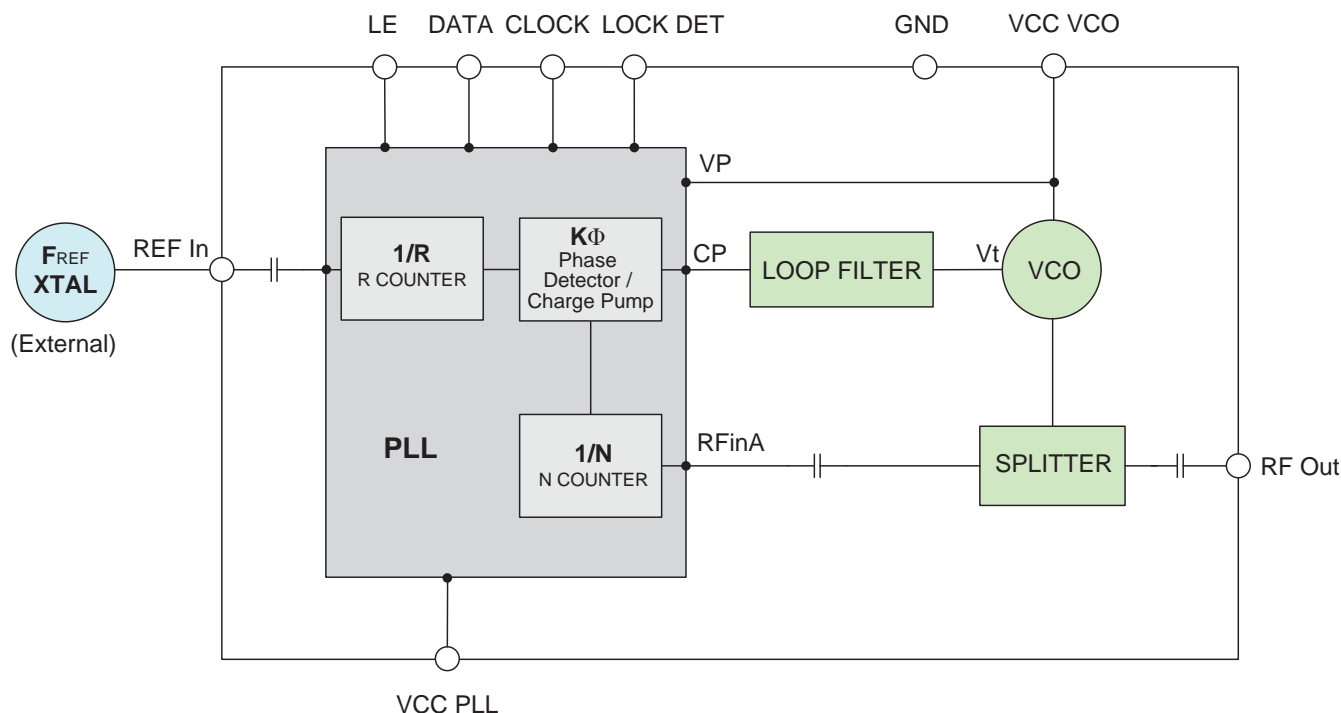 LE DATA CLOCK LOCK DET GND VCC VCO
VP
FREF
XTAL
(External)
REF In
1/R
R COUNTER
KΦ
Phase
Detector /
Charge Pump
CP
LOOP FILTER
Vt
VCO
PLL
1/N
N COUNTER
RFinA
SPLITTER
RF Out
VCC PLL